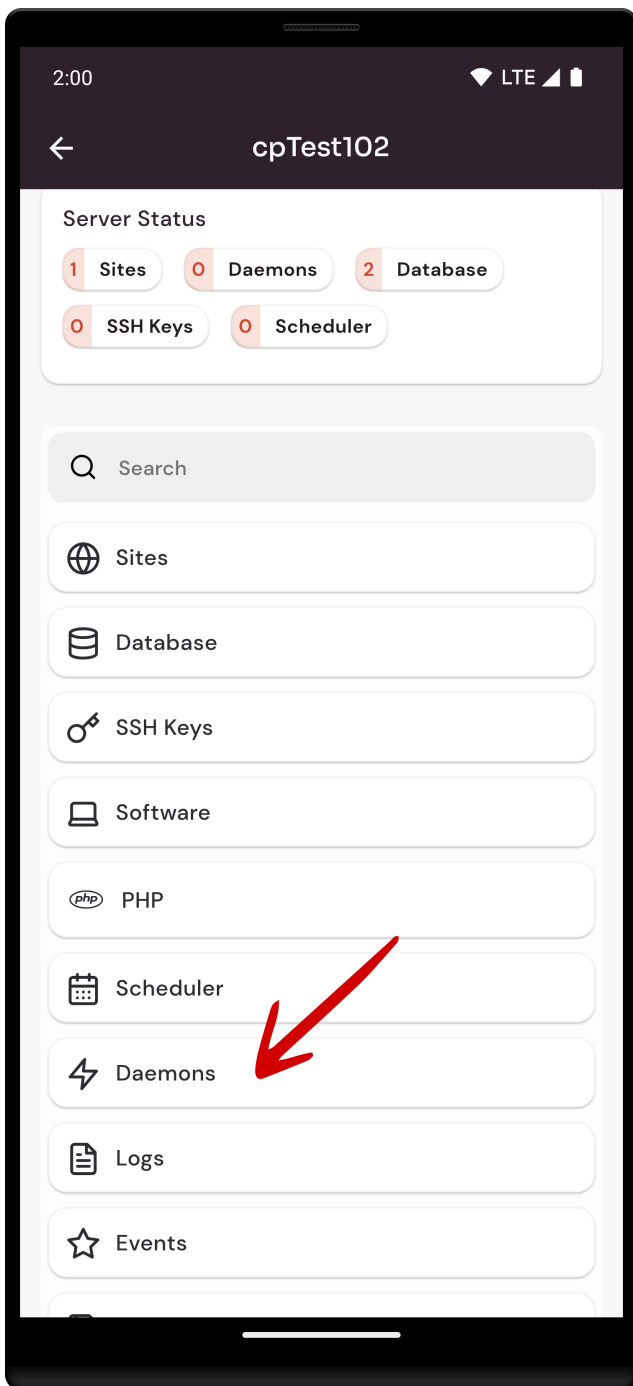 2:00 LTE
cpTest102
Server Status
1 Sites 0 Daemons 2 Database
0 SSH Keys 0 Scheduler
Search
Sites
Database
SSH Keys
Software
php PHP
Scheduler
Daemons
Logs
Events